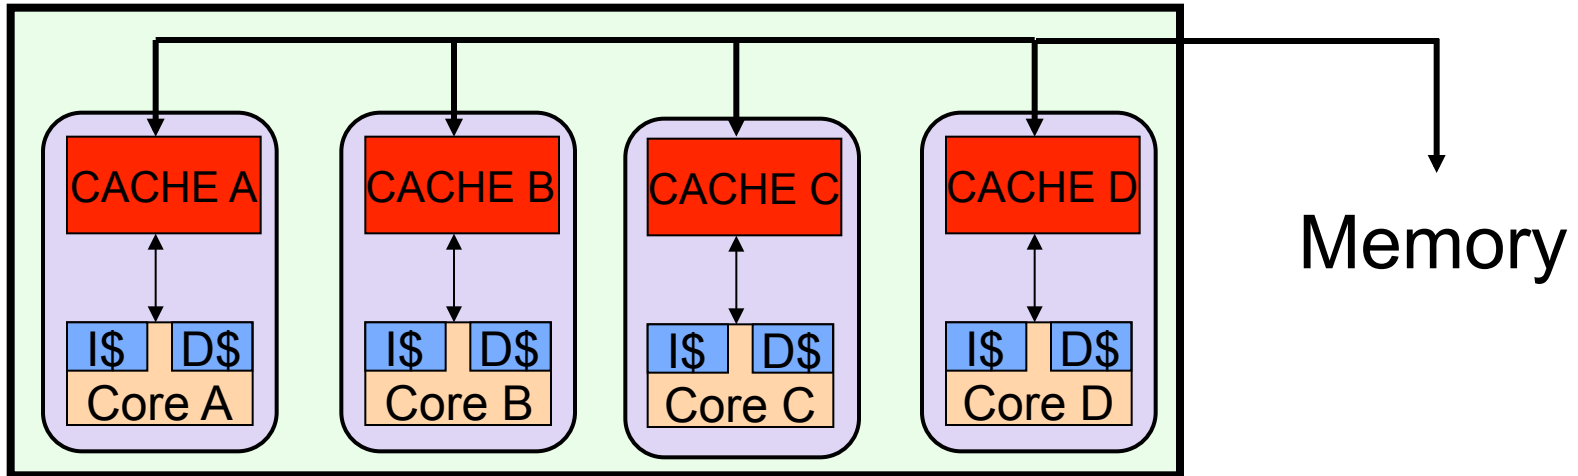 CACHE A
CACHE B
CACHE C
CACHE D
Memory
I$ D$
I$ D$
I$ D$
I$ D$
Core A
Core B
Core C
Core D